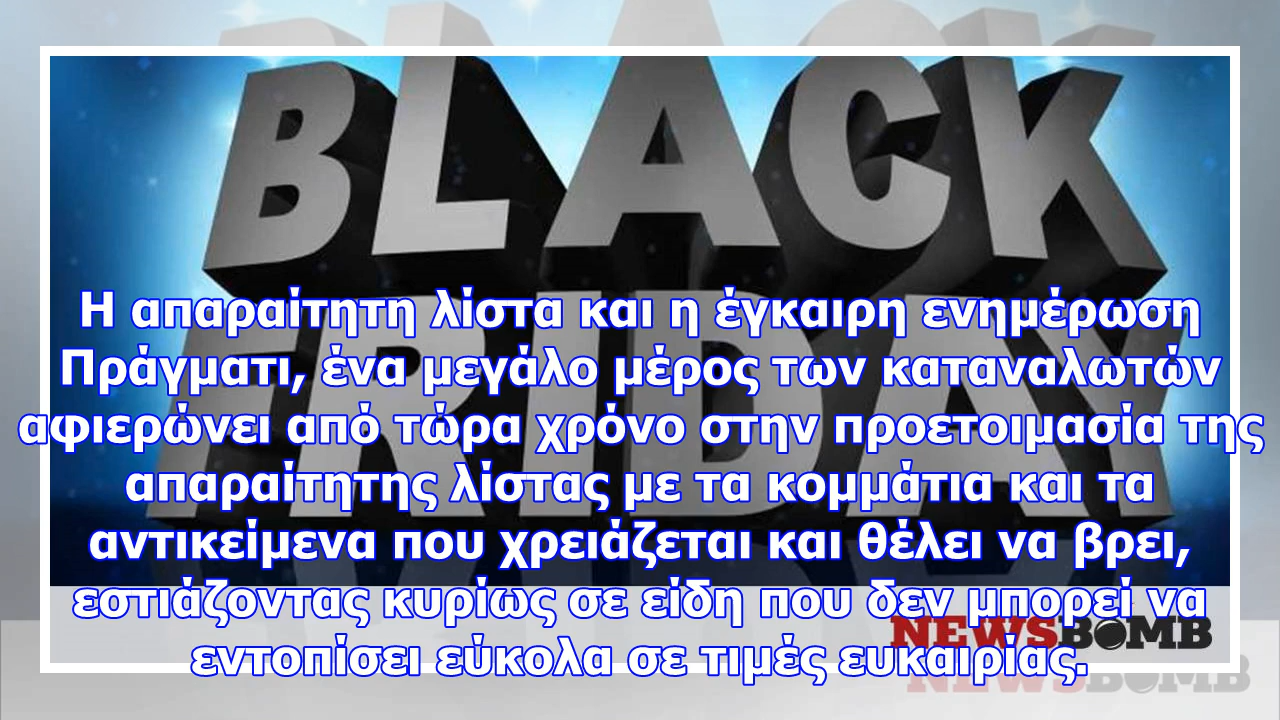 BLACK
FRIDAY
Η απαραίτητη λίστα και η έγκαιρη ενημέρωση
Πράγματι, ένα μεγάλο μέρος των καταναλωτών
αφιερώνει από τώρα χρόνο στην προετοιμασία της
απαραίτητης λίστας με τα κομμάτια και τα
αντικείμενα που χρειάζεται και θέλει να βρει,
εστιάζοντας κυρίως σε είδη που δεν μπορεί να
εντοπίσει εύκολα σε τιμές ευκαιρίας.
NEWSBOMB
NEWSBOMB